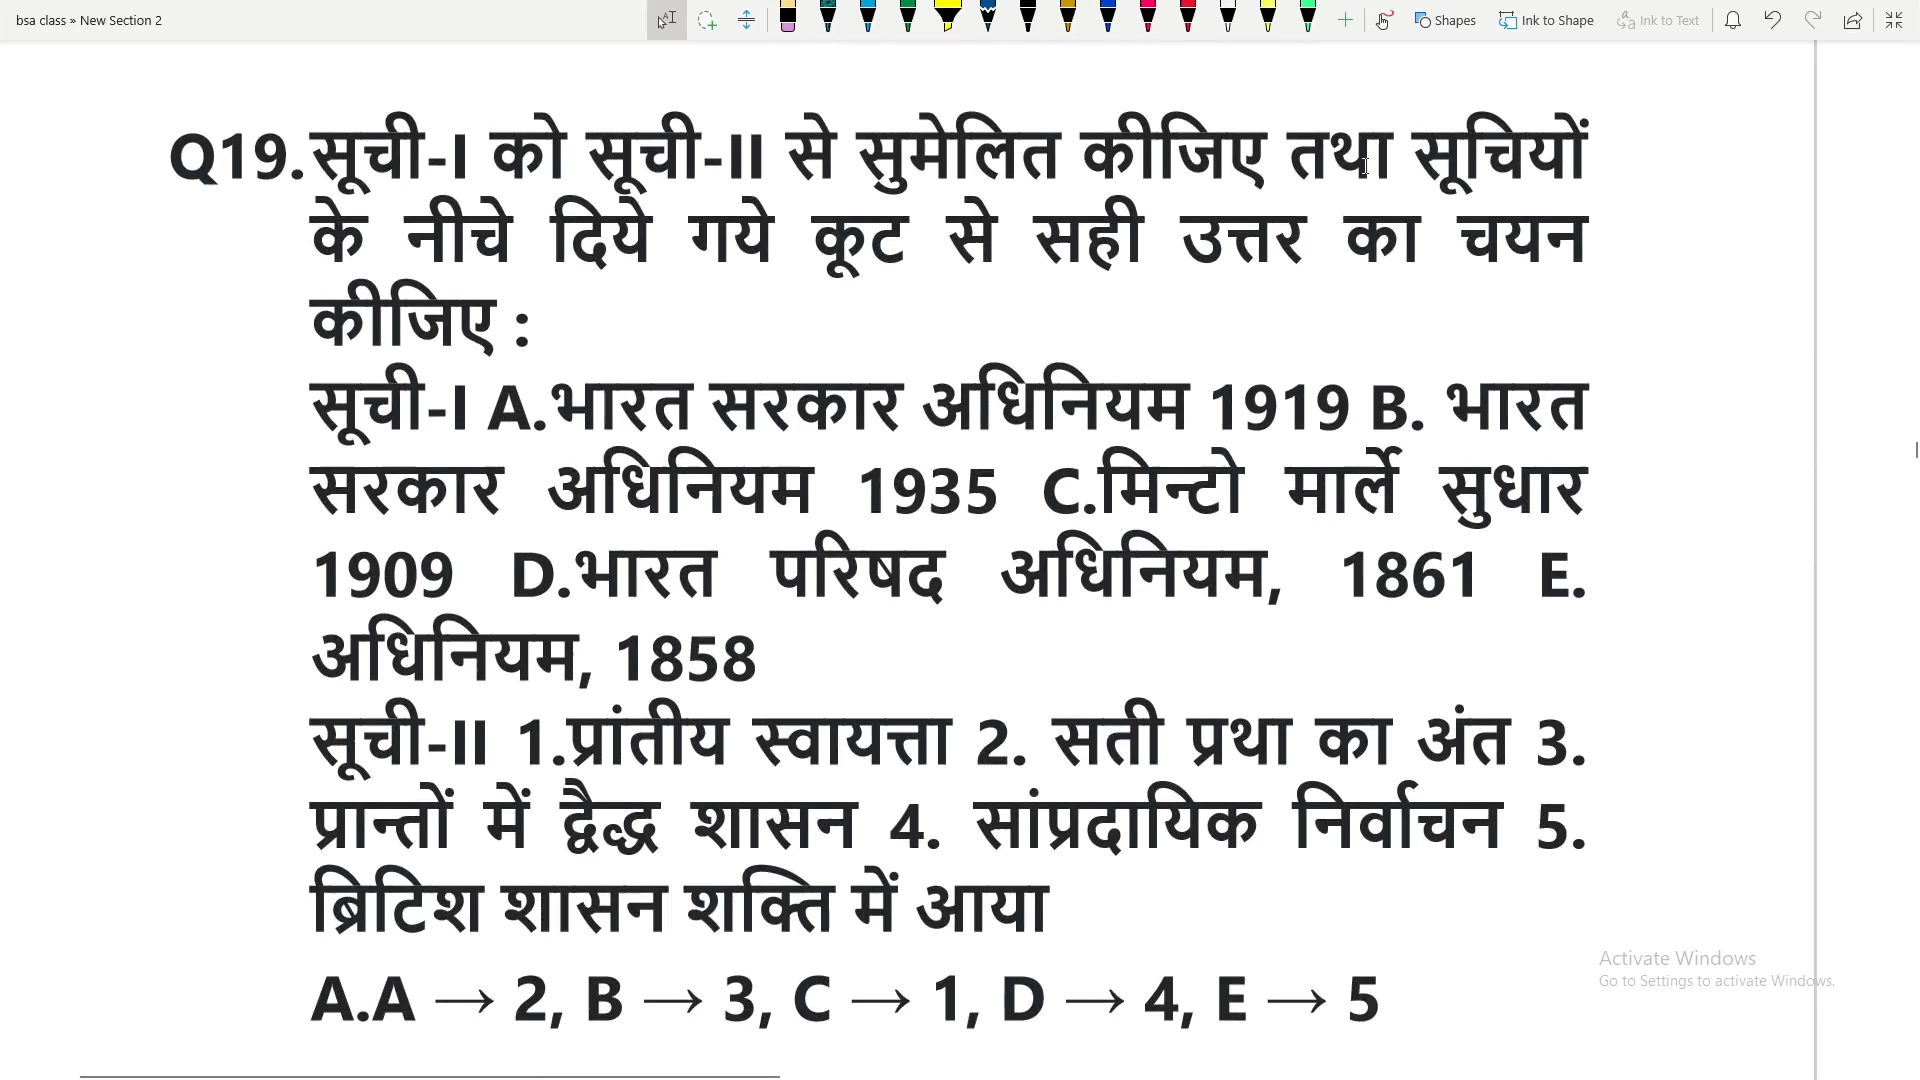 bsa class » New Section 2
Shapes Ink to Shape Ink to Text
Q19.सूची-I को सूची-II से सुमेलित कीजिए तथा सूचियों
के नीचे दिये गये कूट से सही उत्तर का चयन
कीजिए :
सूची-I A.भारत सरकार अधिनियम 1919 B. भारत
सरकार अधिनियम 1935 C.मिन्टो मार्ले सुधार
1909 D.भारत परिषद अधिनियम, 1861 E.
अधिनियम, 1858
सूची-II 1.प्रांतीय स्वायत्ता 2. सती प्रथा का अंत 3.
प्रान्तों में द्वैद्ध शासन 4. सांप्रदायिक निर्वाचन 5.
ब्रिटिश शासन शक्ति में आया
Activate Windows
Go to Settings to activate Windows.
A.A → 2, B → 3, C → 1, D → 4, E → 5